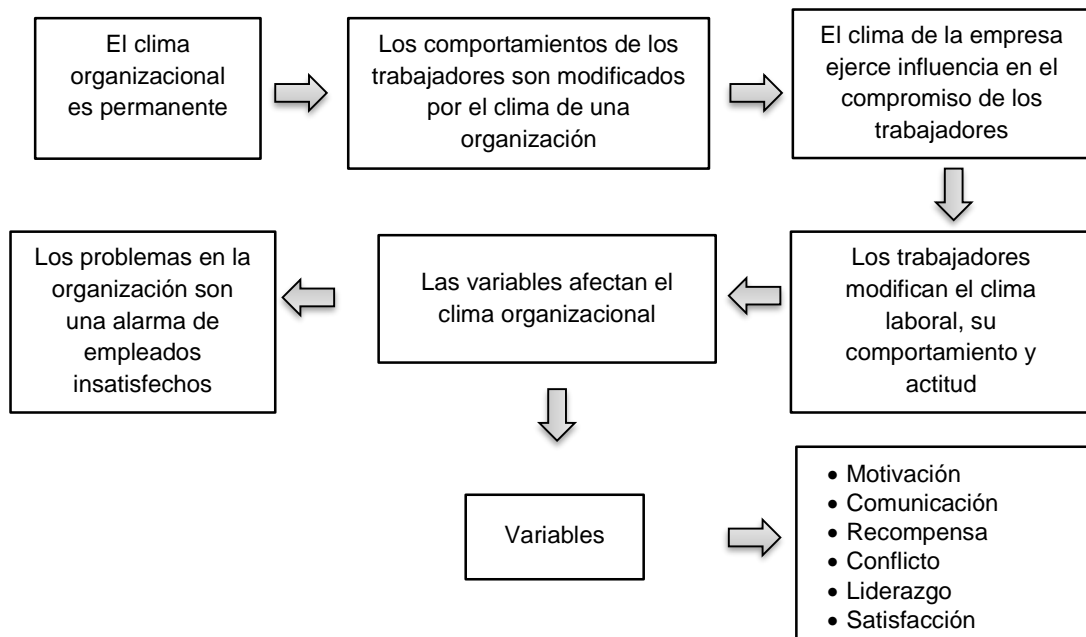 El clima
organizacional
es permanente
Los comportamientos de los
trabajadores son modificados
por el clima de una
organización
El clima de la empresa
ejerce influencia en el
compromiso de los
trabajadores
Los trabajadores
modifican el clima
laboral, su
comportamiento y
actitud
Las variables afectan el
clima organizacional
Los problemas en la
organización son
una alarma de
empleados
insatisfechos
Variables
• Motivación
• Comunicación
• Recompensa
• Conflicto
• Liderazgo
• Satisfacción